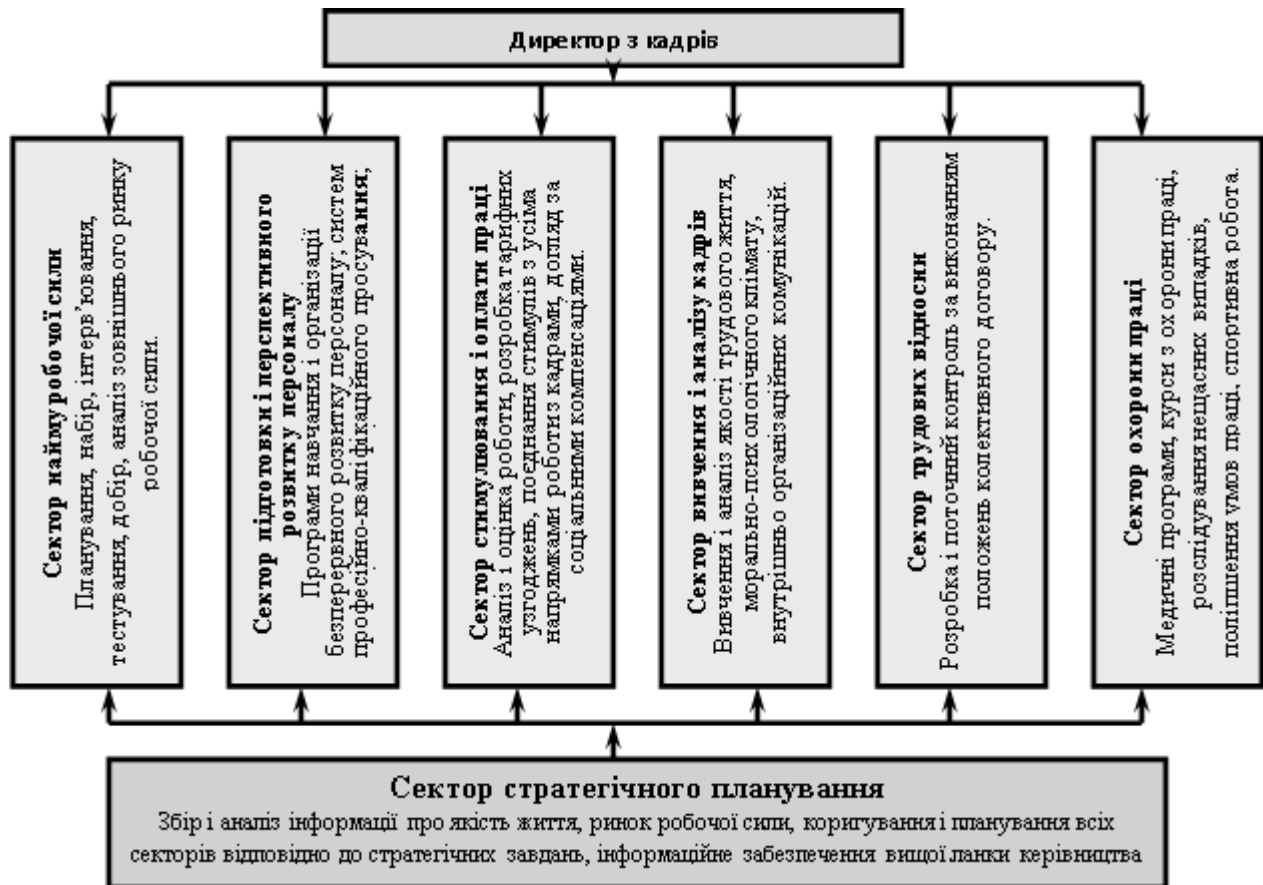 Директор з кадрів
Сектор найму робочої сили
Планування, набір, інтерв’ювання,
тестування, добір, аналіз зовнішнього ринку
робочої сили.
Сектор підготовки і перспективного
розвитку персоналу
Програми навчання і організації
безперервного розвитку персоналу; систем
професійно-кваліфікаційного просування;
Сектор стимулювання і оплати праці
Аналіз і оцінка роботи, розробка тарифних
узгоджень, поєднання стимулів з усіма
напрямками роботи з кадрами, догляд за
соціальними компенсаціями.
Сектор вивчення і аналізу кадрів
Вивчення і аналіз якості трудового життя,
морально-психологічного клімату,
внутрішньо організаційних комунікацій.
Сектор трудових відносин
Розробка і поточний контроль за виконанням
положень колективного договору.
Сектор охорони праці
Медичні програми, курси з охорони праці,
розслідування нещасних випадків,
поліпшення умов праці, спортивна робота.
Сектор стратегічного планування
Збір і аналіз інформації про якість життя, ринок робочої сили, коригування і планування всіх
секторів відповідно до стратегічних завдань, інформаційне забезпечення вищої ланки керівництва